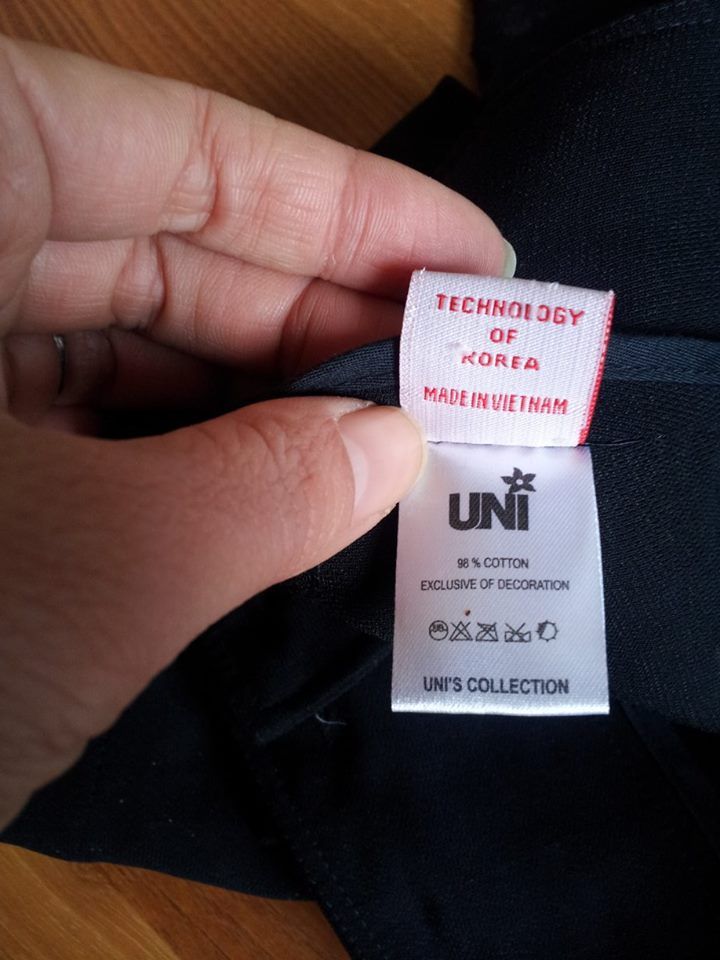 TECHNOLOGY
OF
KOREA
MADE IN VIETNAM
UNI
98 % COTTON
EXCLUSIVE OF DECORATION
UNI'S COLLECTION